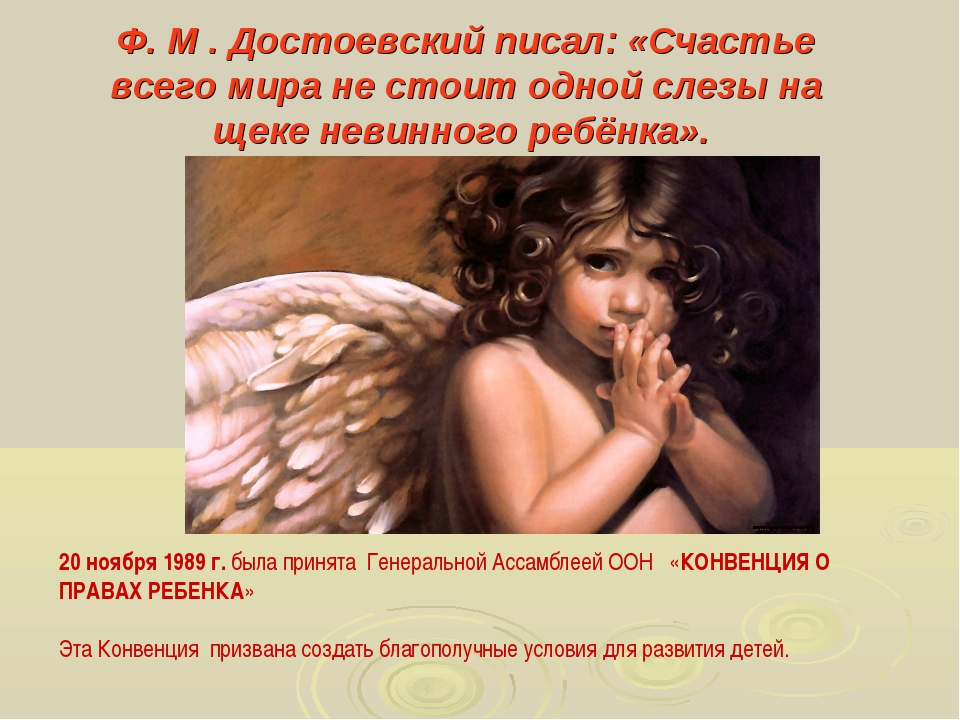 Ф. М . Достоевский писал: «Счастье
всего мира не стоит одной слезы на
щеке невинного ребёнка».
20 ноября 1989 г. была принята Генеральной Ассамблеей ООН «КОНВЕНЦИЯ О
ПРАВАХ РЕБЕНКА»
Эта Конвенция призвана создать благополучные условия для развития детей.